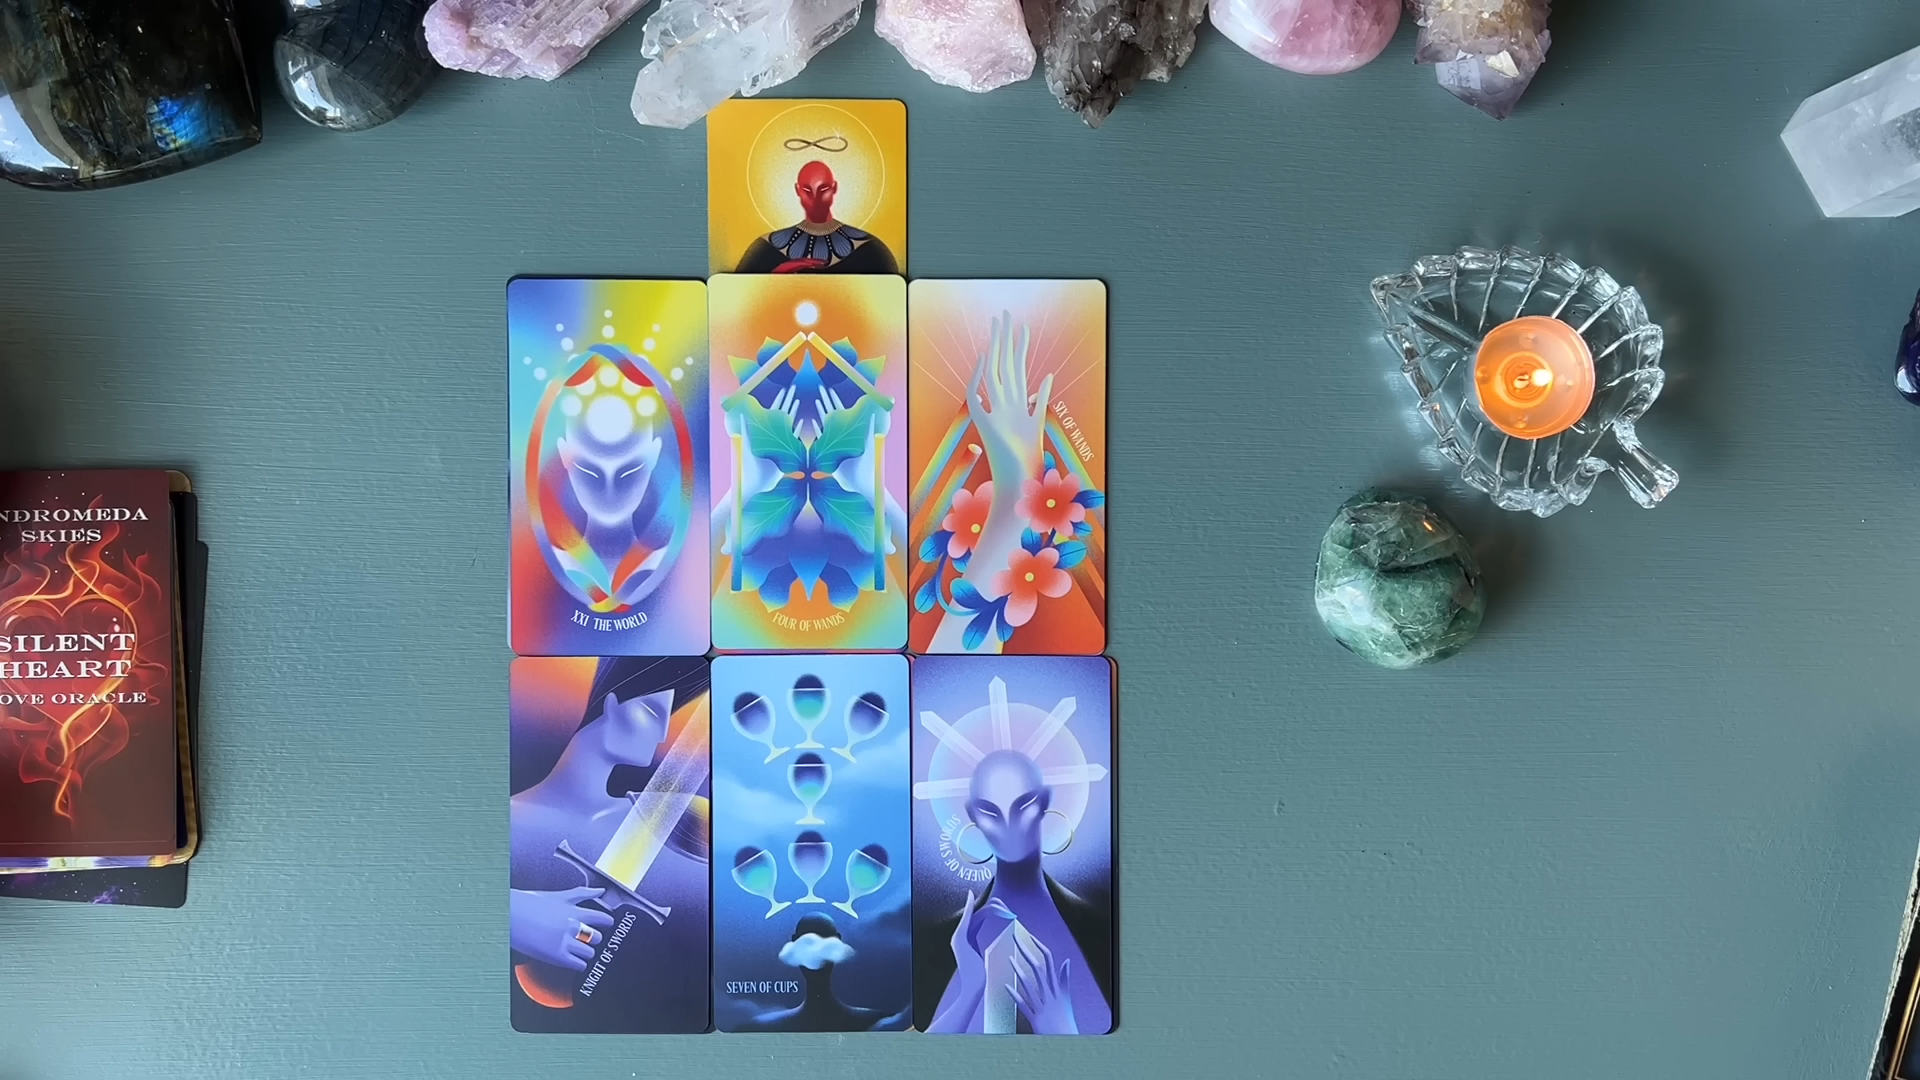 NDROMEDA
SKIES
SILENT
HEART
OVE ORACLE
XXI THE WORLD
FOUR OF WANDS
SIX OF WANDS
KNIGHT OF SWORDS
SEVEN OF CUPS
QUEEN OF SWORDS